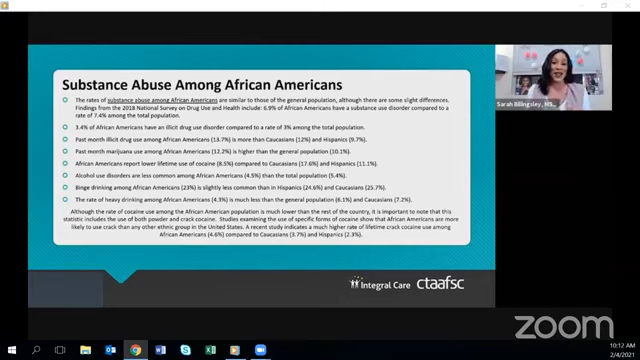 Substance Abuse Among African Americans
The rates of substance abuse among African Americans are similar to those of the general population, although there are some slight differences.
Findings from the 2018 National Survey on Drug Use and Health include: 6.9% of African Americans have a substance use disorder compared to a
rate of 7.4% among the total population.
3.4% of African Americans have an illicit drug use disorder compared to a rate of 3% among the total population.
Past month illicit drug use among African Americans (13.7%) is more than Caucasians (12%) and Hispanics (9.7%).
Past month marijuana use among African Americans (12.2%) is higher than the general population (10.1%).
African Americans report lower lifetime use of cocaine (8.5%) compared to Caucasians (17.6%) and Hispanics (11.1%).
Alcohol use disorders are less common among African Americans (4.5%) than the total population (5.4%).
Binge drinking among African Americans (23%) is slightly less common than in Hispanics (24.6%) and Caucasians (25.7%).
The rate of heavy drinking among African Americans (4.3%) is much less than the general population (6.1%) and Caucasians (7.2%).
Although the rate of cocaine use among the African American population is much lower than the rest of the country, it is important to note that this
statistic includes the use of both powder and crack cocaine. Studies examining the use of specific forms of cocaine show that African Americans are more
likely to use crack than any other ethnic group in the United States. A recent study indicates a much higher rate of lifetime crack cocaine use among
African Americans (4.6%) compared to Caucasians (3.7%) and Hispanics (2.3%).
Integral Care ctaafsc
Sarah Billingsley, MS...
zoom
10:12 AM
2/4/2021